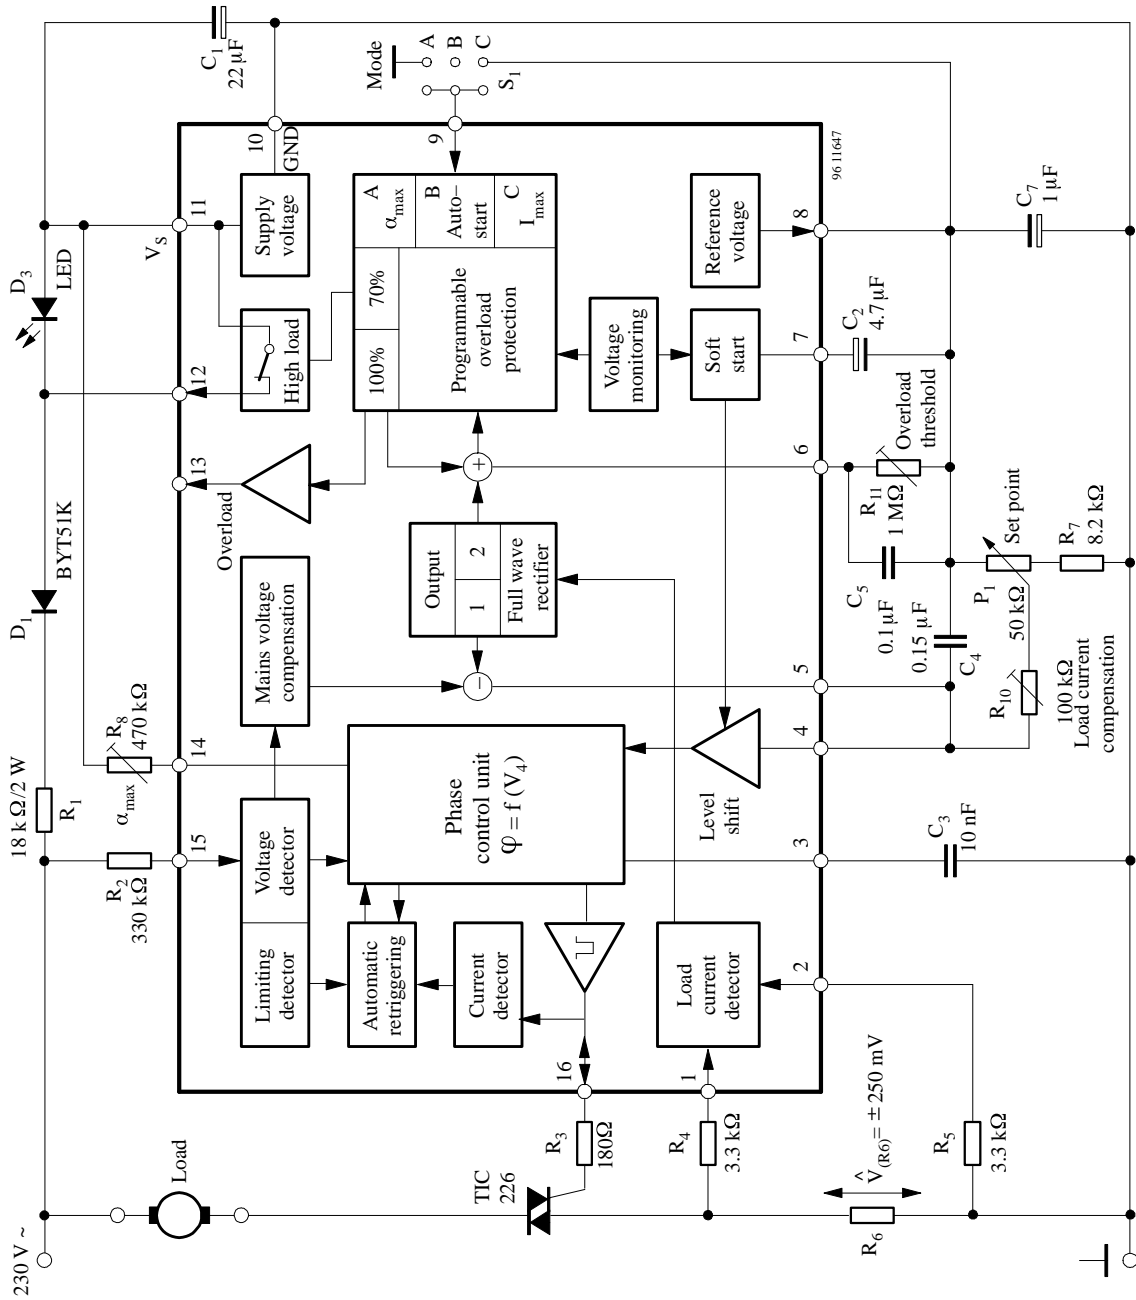 230 V ~
Load
18 k Ω/2 W
R1
D1
BYT51K
D3
LED
C1
22 μF
R2
330 kΩ
αmax
R8
470 kΩ
15
14
Overload
13
12
VS
11
10
GND
Limiting
detector
Voltage
detector
Mains voltage
compensation
High load
Supply
voltage
Automatic
retriggering
Phase
control unit
φ = f (V4)
100%
70%
A
αmax
B
Auto–
start
C
Imax
Programmable
overload
protection
9
Mode
A
B
C
S1
Current
detector
Output
1
2
Full wave
rectifier
+
–
Voltage
monitoring
TIC
226
R3
180Ω
16
R4
3.3 kΩ
1
Load
current
detector
Level
shift
Soft
start
Reference
voltage
2
3
4
5
6
7
8
96 11647
R6
V̂(R6) = ± 250 mV
R5
3.3 kΩ
C3
10 nF
R10
100 kΩ
Load current
compensation
0.15 μF
C4
C5
0.1 μF
R11
1 MΩ
Overload
threshold
C2
4.7 μF
C7
1 μF
P1
50 kΩ
Set point
R7
8.2 kΩ